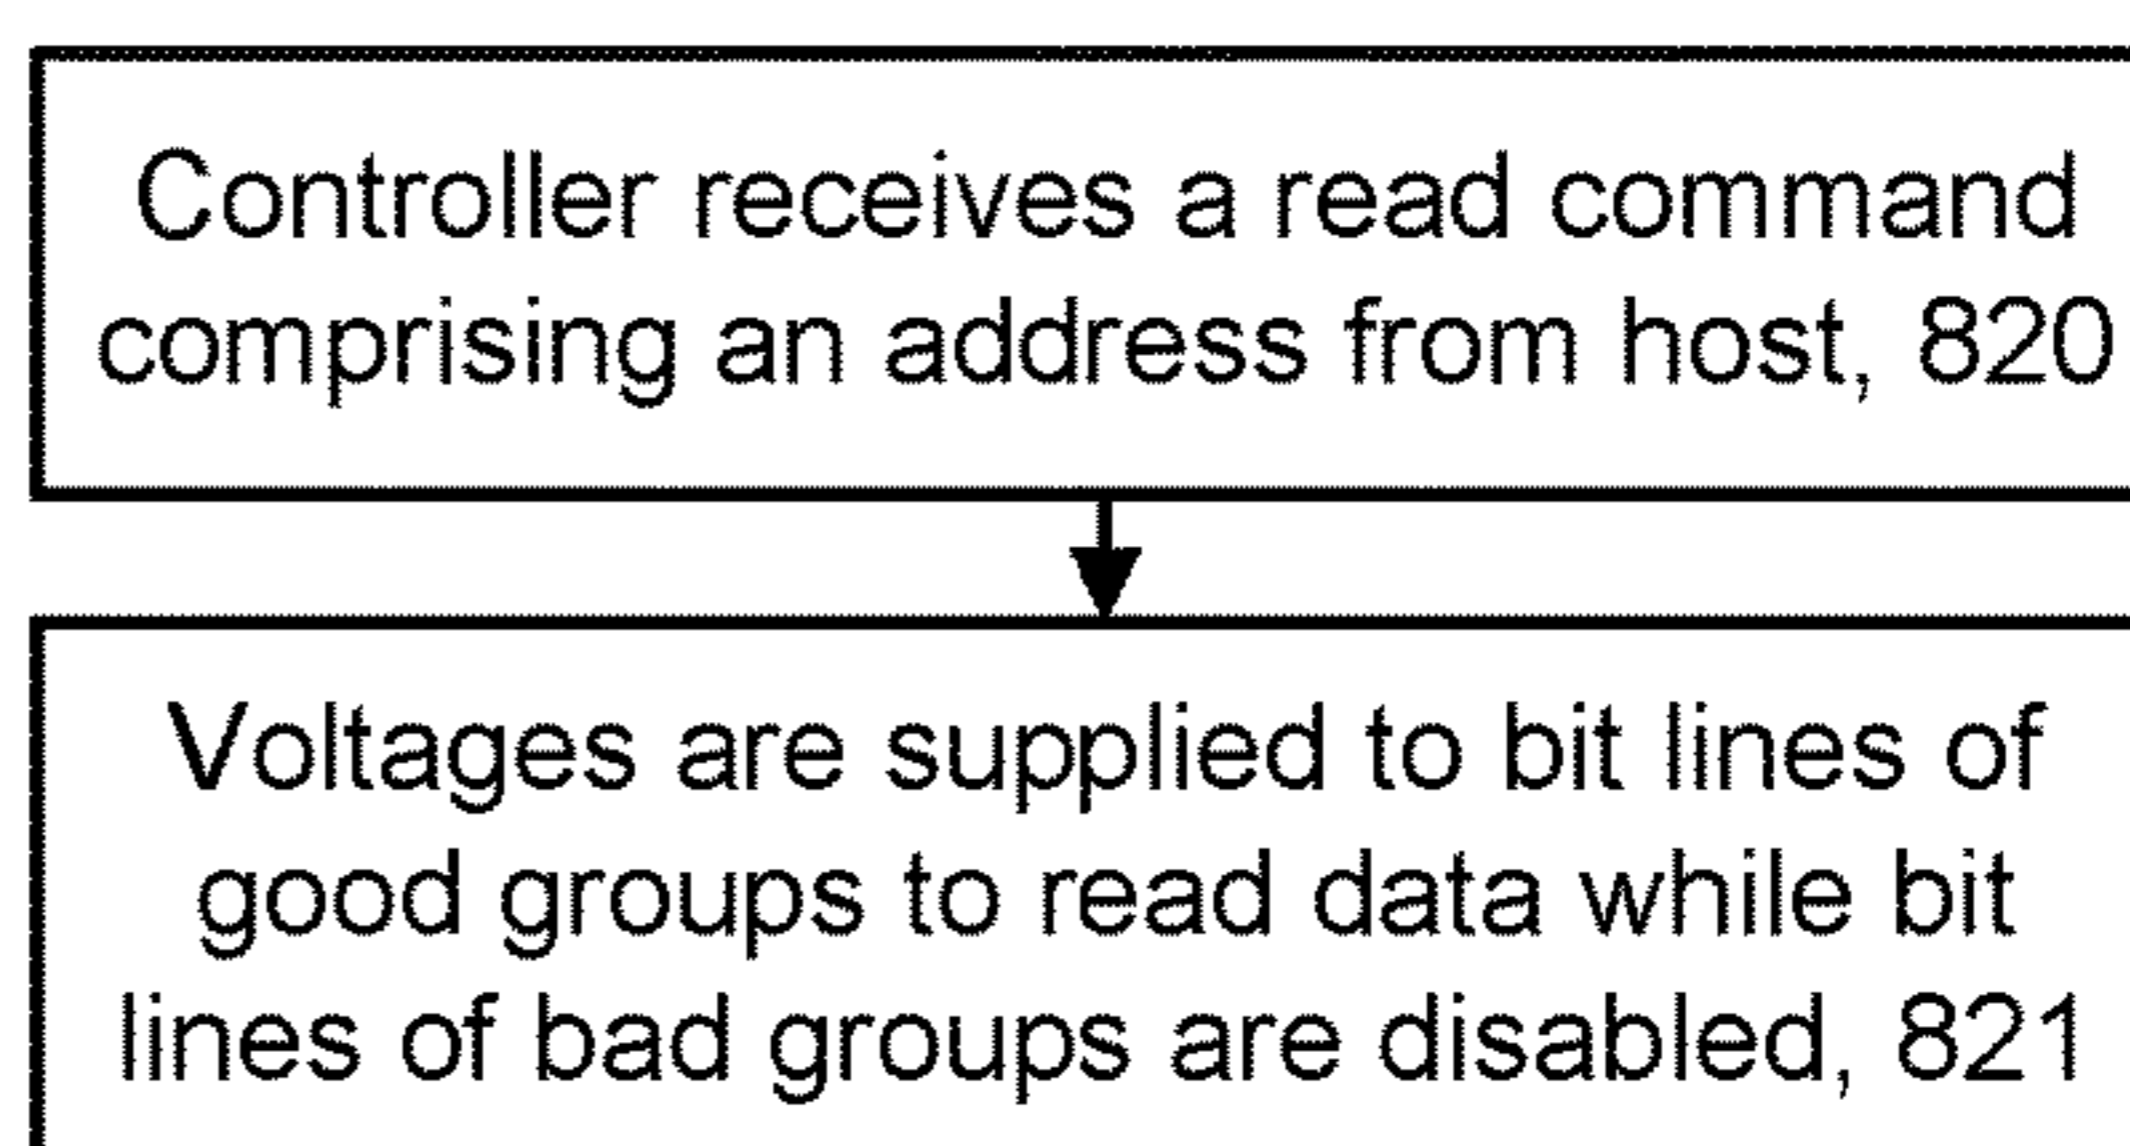 Controller receives a read command
comprising an address from host, 820
Voltages are supplied to bit lines of
good groups to read data while bit
lines of bad groups are disabled, 821